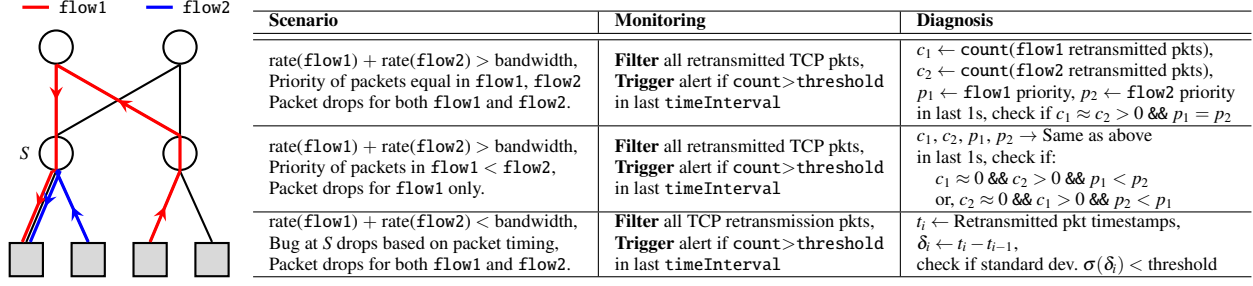 flow1 flow2
S
Scenario Monitoring Diagnosis
rate(flow1) + rate(flow2) > bandwidth,
Priority of packets equal in flow1, flow2
Packet drops for both flow1 and flow2.
Filter all retransmitted TCP pkts,
Trigger alert if count>threshold
in last timeInterval
c₁ ← count(flow1 retransmitted pkts),
c₂ ← count(flow2 retransmitted pkts),
p₁ ← flow1 priority, p₂ ← flow2 priority
in last 1s, check if c₁ ≈ c₂ > 0 && p₁ = p₂
rate(flow1) + rate(flow2) > bandwidth,
Priority of packets in flow1 < flow2,
Packet drops for flow1 only.
Filter all retransmitted TCP pkts,
Trigger alert if count>threshold
in last timeInterval
c₁, c₂, p₁, p₂ → Same as above
in last 1s, check if:
c₁ ≈ 0 && c₂ > 0 && p₁ < p₂
or, c₂ ≈ 0 && c₁ > 0 && p₂ < p₁
rate(flow1) + rate(flow2) < bandwidth,
Bug at S drops based on packet timing,
Packet drops for both flow1 and flow2.
Filter all TCP retransmission pkts,
Trigger alert if count>threshold
in last timeInterval
tᵢ ← Retransmitted pkt timestamps,
δᵢ ← tᵢ − tᵢ₋₁,
check if standard dev. σ(δᵢ) < threshold